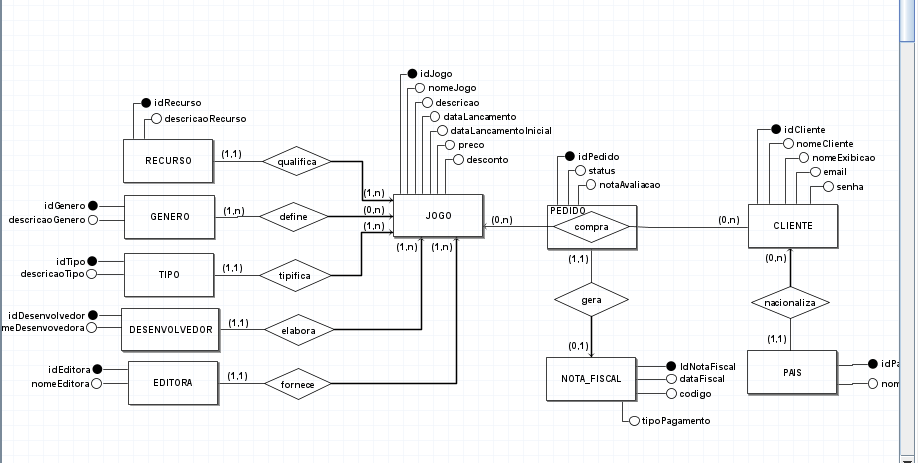 idJogo
nomeJogo
descricao
dataLancamento
dataLancamentoInicial
preco
desconto
idRecurso
descricaoRecurso
RECURSO
(1,1)
qualifica
(1,n)
idGenero
descricaoGenero
GENERO
(1,n)
define
(0,n)
JOGO
(0,n)
idTipo
descricaoTipo
TIPO
(1,1)
tipifica
(1,n)
(1,n)
(1,n)
idDesenvolvedor
meDesenvovedora
DESENVOLVEDOR
(1,1)
elabora
idEditora
nomeEditora
EDITORA
(1,1)
fornece
idPedido
status
notaAvaliacao
PEDIDO
compra
(0,n)
(1,1)
gera
(0,1)
NOTA_FISCAL
IdNotaFiscal
dataFiscal
codigo
tipoPagamento
idCliente
nomeCliente
nomeExibicao
email
senha
CLIENTE
(0,n)
nacionaliza
(1,1)
PAIS
idPa
nom